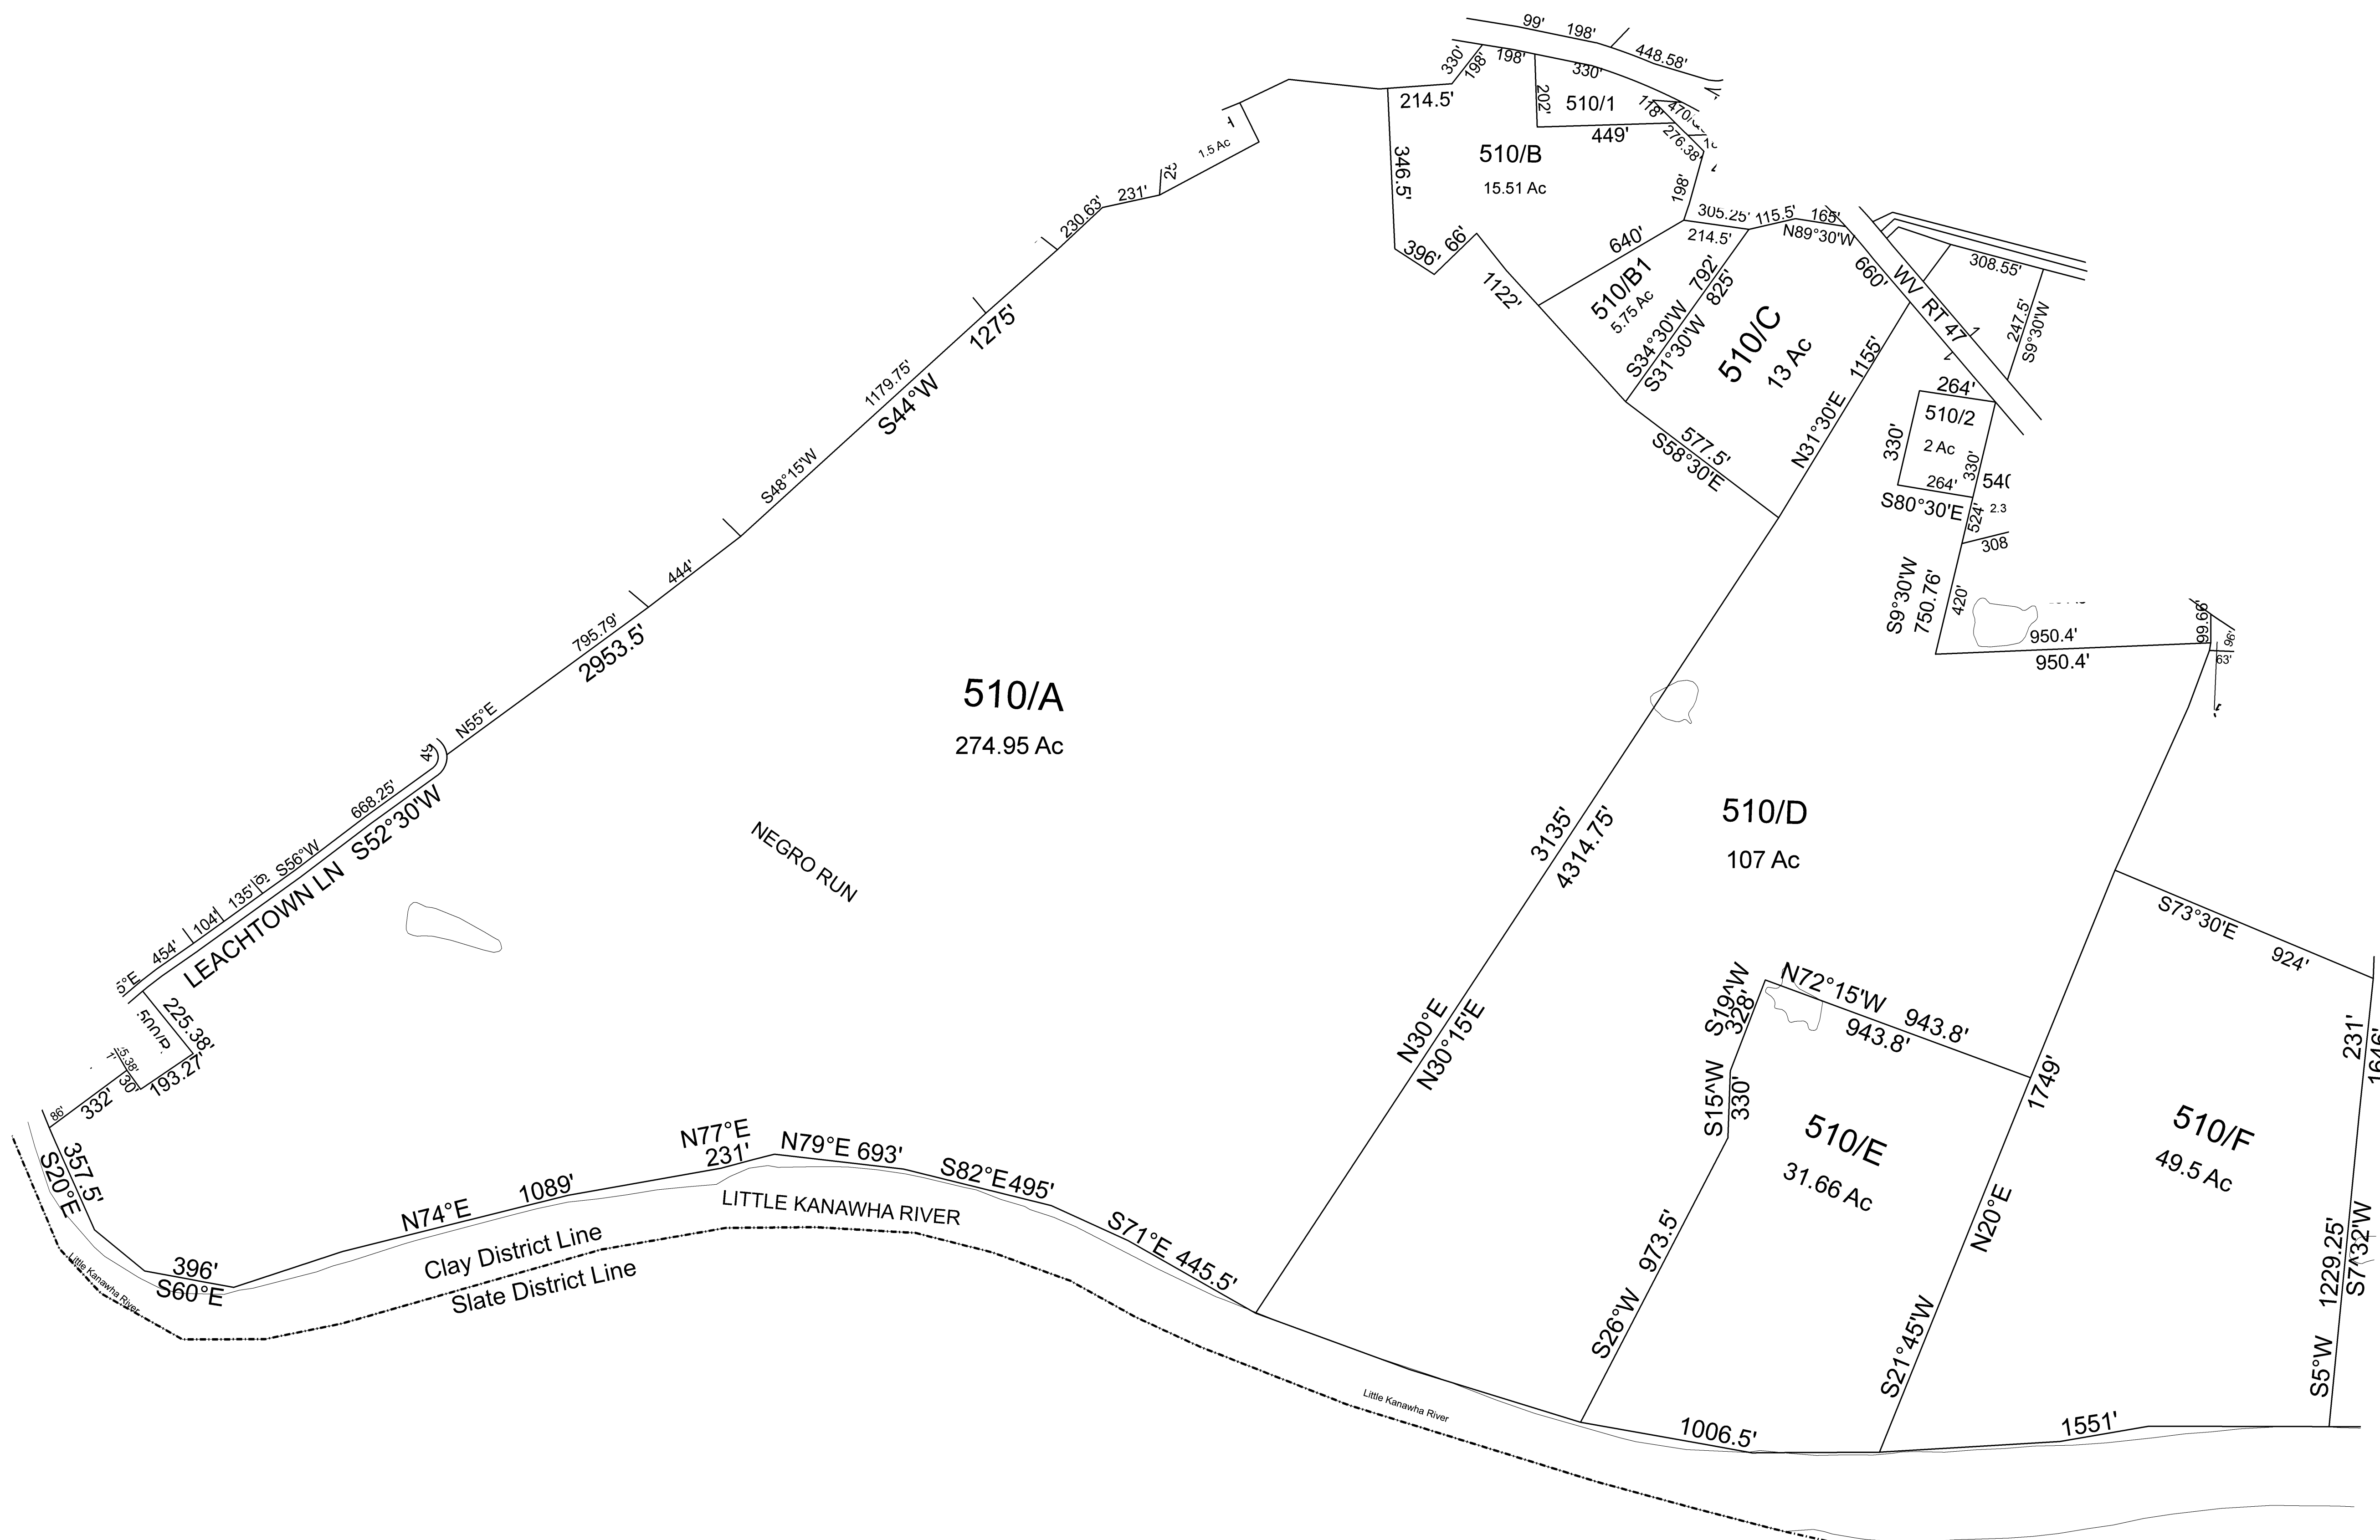 99'
198'
448.58'
330'
198'
198'
330'
214.5'
202'
510/1
118'
449'
276.38'
510/B
15.51 Ac
346.5'
1.5 Ac
231'
230.63'
198'
305.25'
115.5'
165'
214.5'
N89°30'W
640'
396'
66'
1122'
510/B1
5.75 Ac
792'
825'
S34°30'W
S31°30'W
510/C
13 Ac
660'
WV RT 47
308.55'
247.5'
S9°30'W
1155'
N31°30'E
577.5'
S58°30'E
264'
510/2
2 Ac
330'
330'
264'
S80°30'E
524'
2.3
308
S9°30'W
750.76'
420'
950.4'
950.4'
99.66'
96'
63'
1275'
1179.75'
S44°W
S48°15'W
444'
795.79'
2953.5'
N55°E
668.25'
S56°W
S52°30'W
LEACHTOWN LN
135'
104'
454'
510/A
274.95 Ac
NEGRO RUN
3135'
4314.75'
N30°E
N30°15'E
510/D
107 Ac
S73°30'E
924'
S19^W
328'
N72°15'W
943.8'
943.8'
S15^W
330'
1749'
510/E
31.66 Ac
510/F
49.5 Ac
231'
1646'
N20°E
973.5'
S26°W
S21°45'W
1229.25'
S7^32'W
S5°W
1006.5'
1551'
225.38'
193.27'
30'
332'
86'
357.5'
S20°E
396'
S60°E
N74°E
1089'
N77°E
231'
N79°E 693'
S82°E 495'
S71°E 445.5'
LITTLE KANAWHA RIVER
Clay District Line
Slate District Line
Little Kanawha River
Little Kanawha River